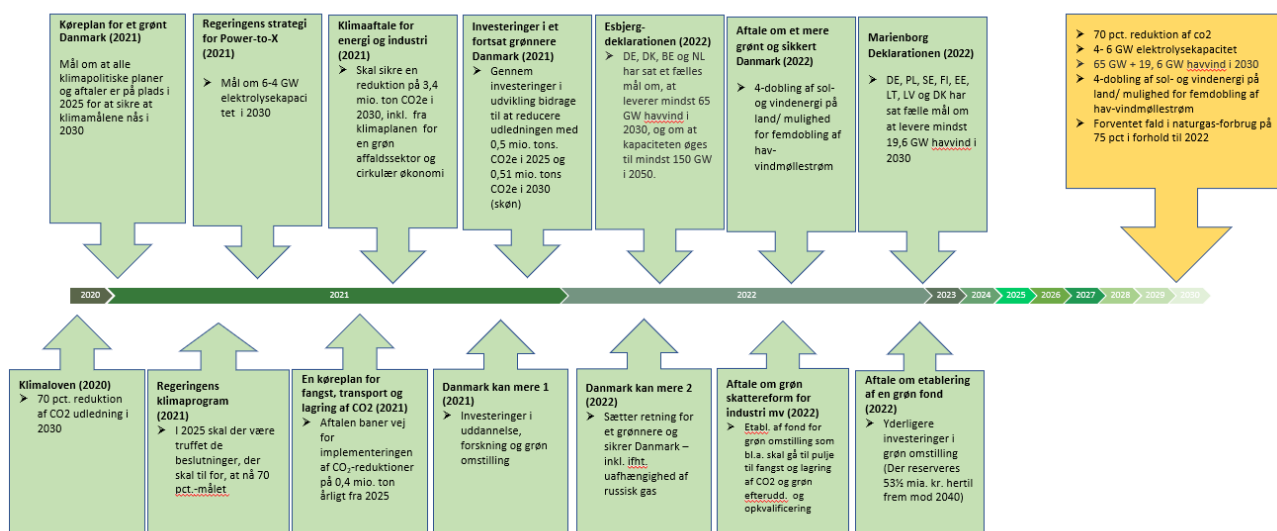 Køreplan for et grønt
Danmark (2021)
Mål om at alle
klimapolitiske planer
og aftaler er på plads i
2025 for at sikre at
klimamålene nås i
2030
Regeringens strategi
for Power-to-X
(2021)
➢ Mål om 6-4 GW
elektrolysekapaci
tet i 2030
Klimaaftale for
energi og industri
(2021)
➢ Skal sikre en
reduktion på 3,4
mio. ton CO2e i
2030, inkl. fra
klimaplanen for
en grøn
affaldssektor og
cirkulær økonomi
Investeringer i et
fortsat grønnere
Danmark (2021)
➢ Gennem
investeringer i
udvikling bidrage
til at reducere
udledningen med
0,5 mio. tons.
CO2e i 2025 og
0,51 mio. tons
CO2e i 2030
(skøn)
Esbjerg-
deklarationen (2022)
➢ DE, DK, BE og NL
har sat et fælles
mål om, at
leverer mindst 65
GW havvind i
2030, og om at
kapaciteten øges
til mindst 150 GW
i 2050.
Aftale om et mere
grønt og sikkert
Danmark (2022)
➢ 4-dobling af sol-
og vindenergi på
land/ mulighed
for femdobling af
hav-
vindmøllestrøm
Marienborg
Deklarationen (2022)
➢ DE, PL, SE, FI, EE,
LT, LV og DK har
sat fælle mål om
at levere mindst
19,6 GW havvind i
2030
➢ 70 pct. reduktion af co2
➢ 4- 6 GW elektrolysekapacitet
➢ 65 GW + 19, 6 GW havvind i 2030
➢ 4-dobling af sol- og vindenergi på
land/ mulighed for femdobling af
hav-vindmøllestrøm
➢ Forventet fald i naturgas-forbrug på
75 pct i forhold til 2022
2020 2021 2022 2023 2024 2025 2026 2027 2028 2029 2030
Klimaloven (2020)
➢ 70 pct. reduktion
af CO2 udledning i
2030
Regeringens
klimaprogram
(2021)
➢ I 2025 skal der være
truffet de
beslutninger, der
skal til for, at nå 70
pct.-målet
En køreplan for
fangst, transport og
lagring af CO2 (2021)
➢ Aftalen baner vej
for
implementeringen
af CO₂-reduktioner
på 0,4 mio. ton
årligt fra 2025
Danmark kan mere 1
(2021)
➢ Investeringer i
uddannelse,
forskning og grøn
omstilling
Danmark kan mere 2
(2022)
➢ Sætter retning for
et grønnere og
sikrer Danmark –
inkl. ifht.
uafhængighed af
russisk gas
Aftale om grøn
skattereform for
industri mv (2022)
➢ Etabl. af fond for
grøn omstilling som
bl.a. skal gå til pulje
til fangst og lagring
af CO2 og grøn
efterudd. og
opkvalificering
Aftale om etablering
af en grøn fond
(2022)
➢ Yderligere
investeringer i
grøn omstilling
(Der reserveres
53½ mia. kr. hertil
frem mod 2040)